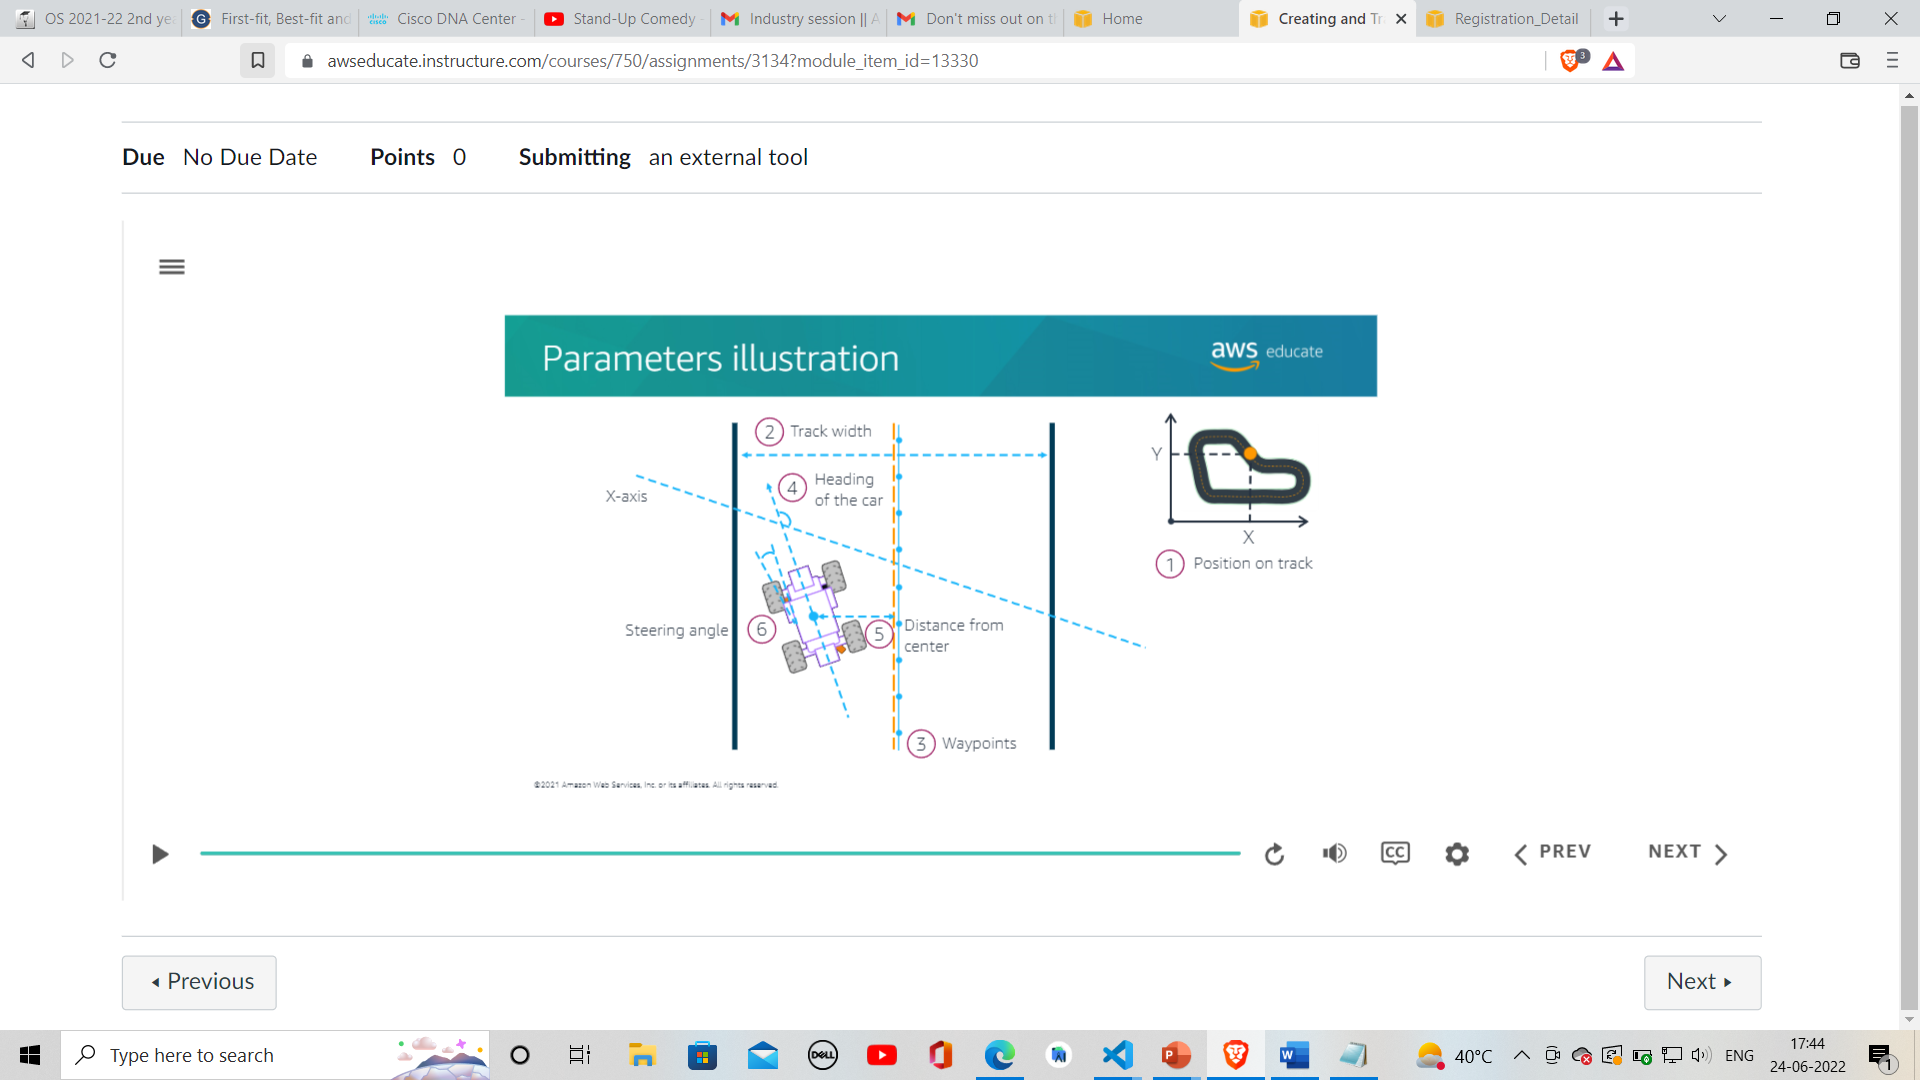 OS 2021-22 2nd ye
First-fit, Best-fit and
Cisco DNA Center -
Stand-Up Comedy -
Industry session || A
Don't miss out on t
Home
Creating and Tr
Registration_Detail
awseducate.instructure.com/courses/750/assignments/3134?module_item_id=13330
3
Due No Due Date Points 0 Submitting an external tool
Parameters illustration
aws educate
2 Track width
4 Heading
of the car
X-axis
Y
X
1 Position on track
Steering angle 6
5 Distance from
center
3 Waypoints
©2021 Amazon Web Services, Inc. or its affiliates. All rights reserved.
CC
PREV
NEXT
Previous
Next
Type here to search
DELL
40°C
ENG
17:44
24-06-2022
1